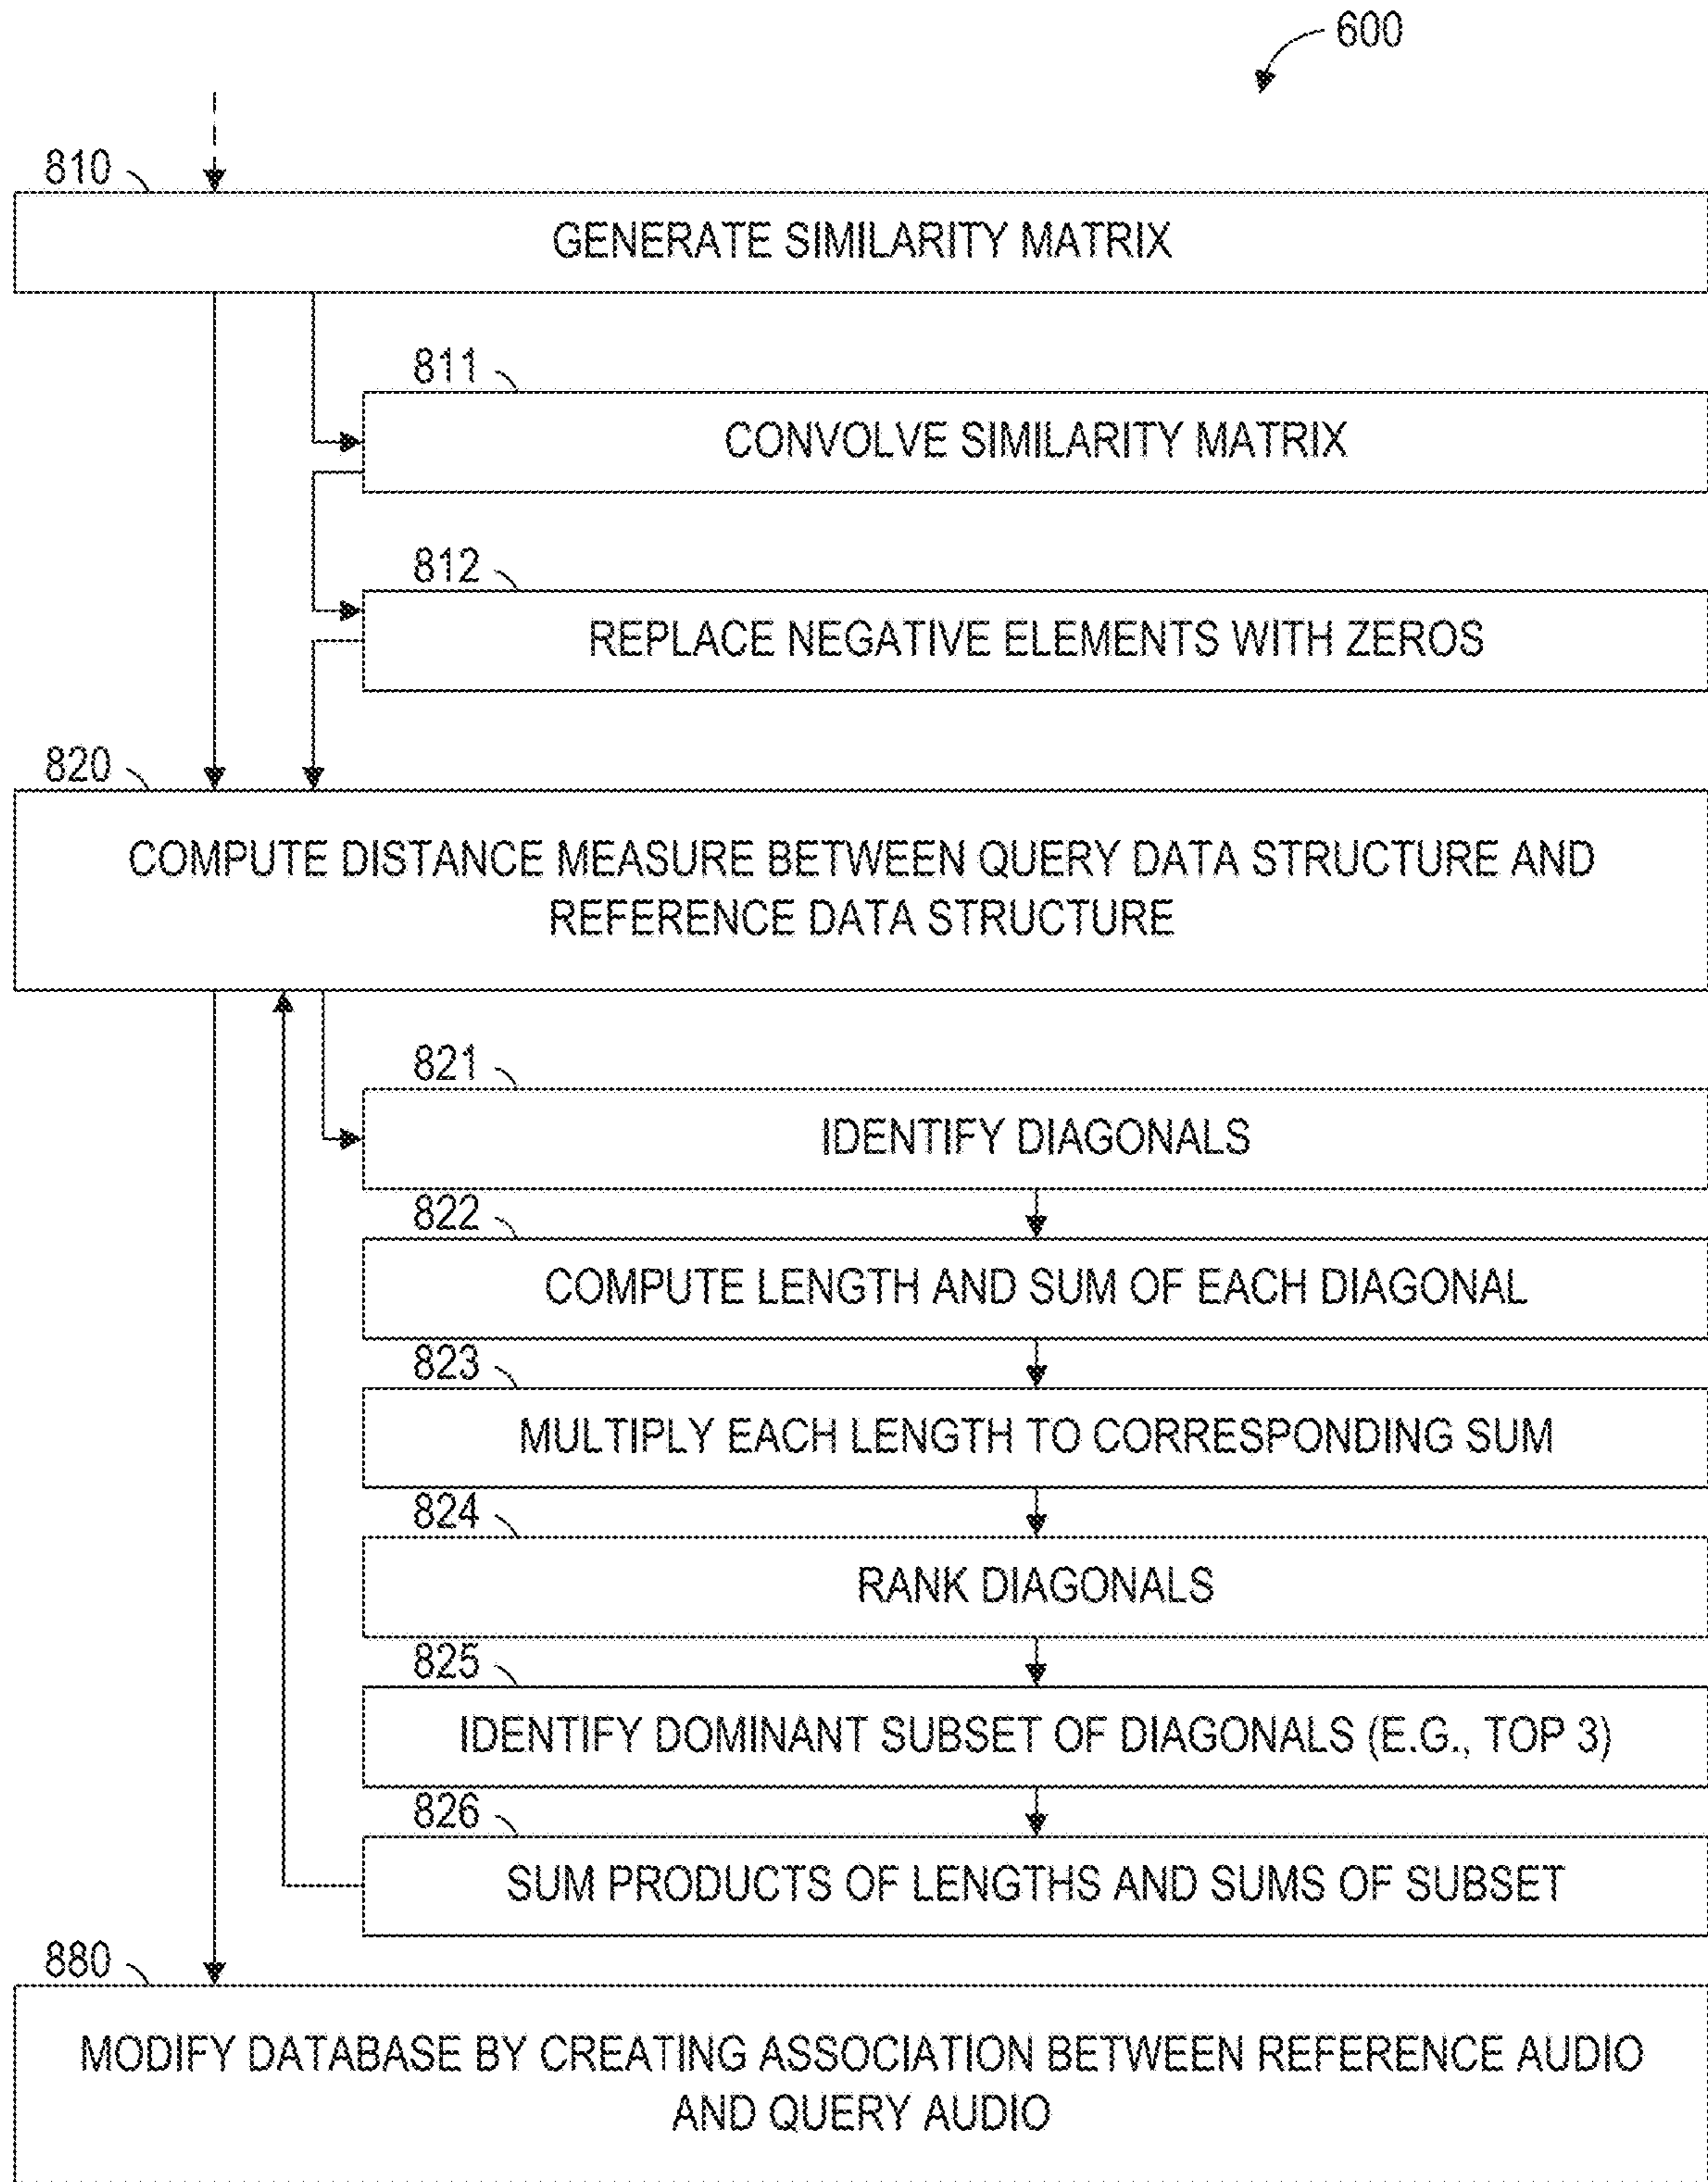 600
810
GENERATE SIMILARITY MATRIX
811
CONVOLVE SIMILARITY MATRIX
812
REPLACE NEGATIVE ELEMENTS WITH ZEROS
820
COMPUTE DISTANCE MEASURE BETWEEN QUERY DATA STRUCTURE AND
REFERENCE DATA STRUCTURE
821
IDENTIFY DIAGONALS
822
COMPUTE LENGTH AND SUM OF EACH DIAGONAL
823
MULTIPLY EACH LENGTH TO CORRESPONDING SUM
824
RANK DIAGONALS
825
IDENTIFY DOMINANT SUBSET OF DIAGONALS (E.G., TOP 3)
826
SUM PRODUCTS OF LENGTHS AND SUMS OF SUBSET
880
MODIFY DATABASE BY CREATING ASSOCIATION BETWEEN REFERENCE AUDIO
AND QUERY AUDIO